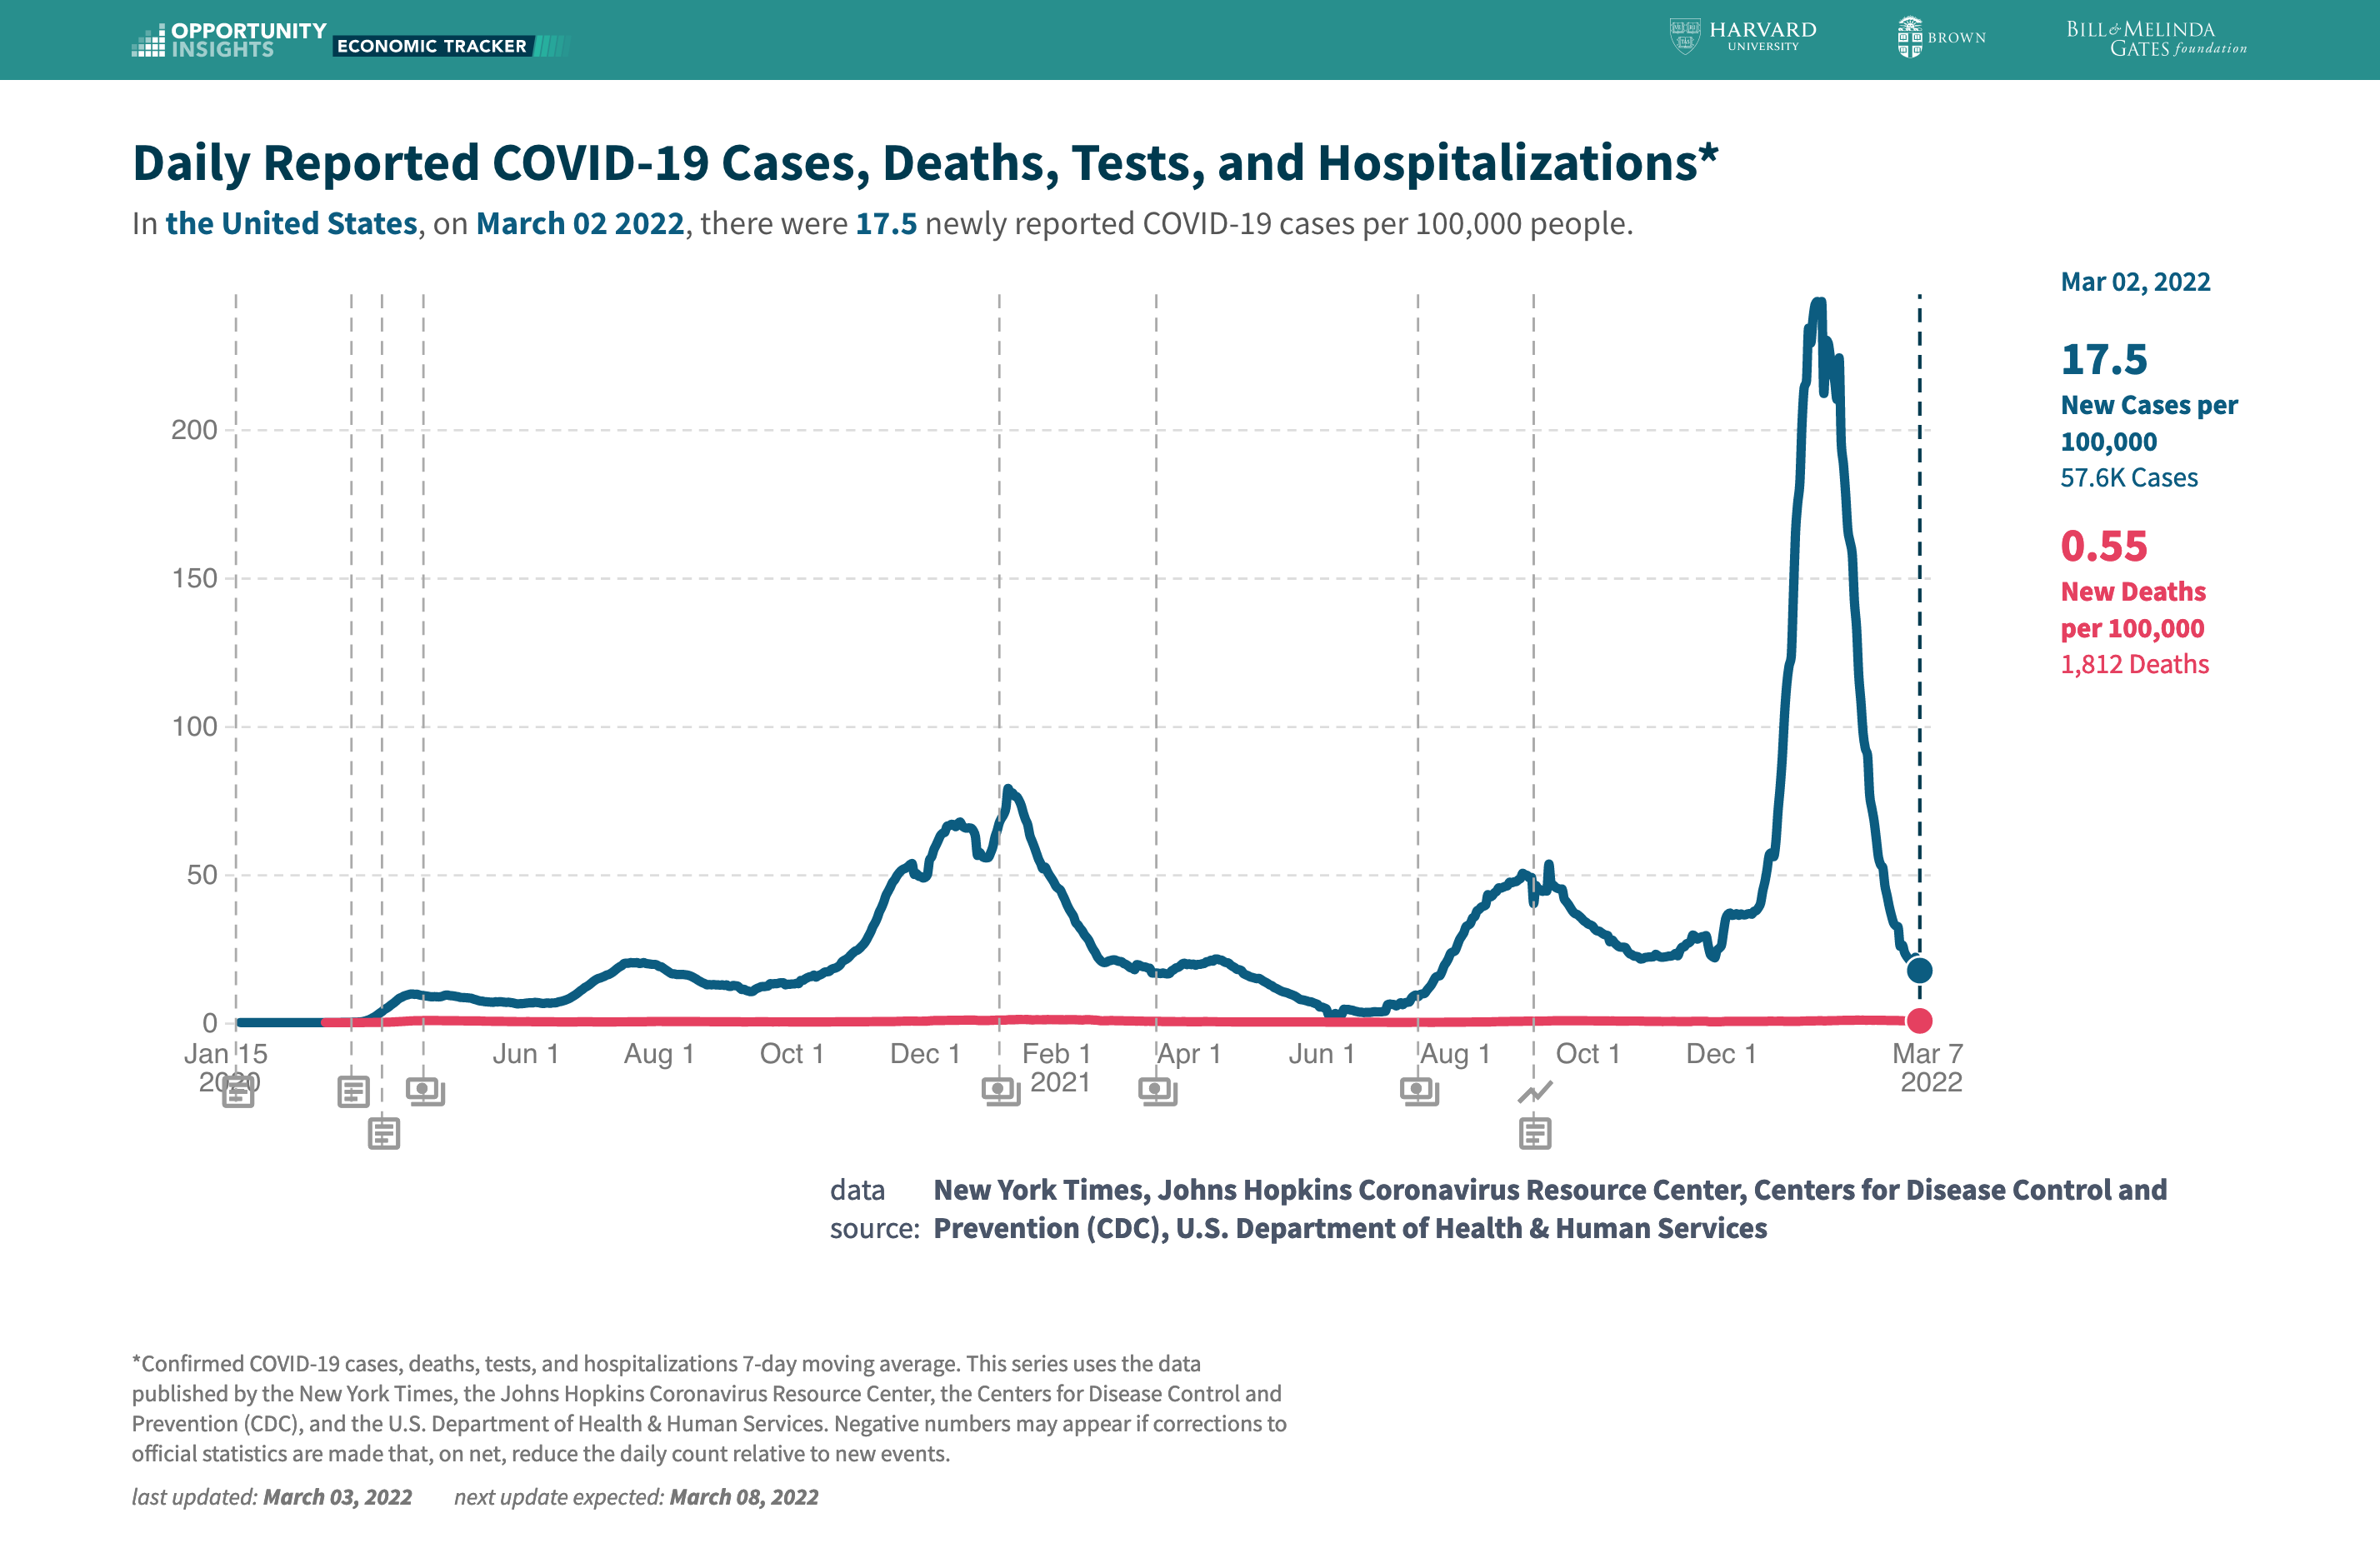 OPPORTUNITY
INSIGHTS
ECONOMIC TRACKER
HARVARD
UNIVERSITY
BROWN
BILL & MELINDA
GATES foundation
Daily Reported COVID-19 Cases, Deaths, Tests, and Hospitalizations*
In the United States, on March 02 2022, there were 17.5 newly reported COVID-19 cases per 100,000 people.
Mar 02, 2022
17.5
New Cases per
100,000
57.6K Cases
0.55
New Deaths
per 100,000
1,812 Deaths
200
150
100
50
0
Jan 15 Jun 1 Aug 1 Oct 1 Dec 1 Feb 1 Apr 1 Jun 1 Aug 1 Oct 1 Dec 1 Mar 7
2020 2021 2022
data New York Times, Johns Hopkins Coronavirus Resource Center, Centers for Disease Control and
source: Prevention (CDC), U.S. Department of Health & Human Services
*Confirmed COVID-19 cases, deaths, tests, and hospitalizations 7-day moving average. This series uses the data
published by the New York Times, the Johns Hopkins Coronavirus Resource Center, the Centers for Disease Control and
Prevention (CDC), and the U.S. Department of Health & Human Services. Negative numbers may appear if corrections to
official statistics are made that, on net, reduce the daily count relative to new events.
last updated: March 03, 2022 next update expected: March 08, 2022